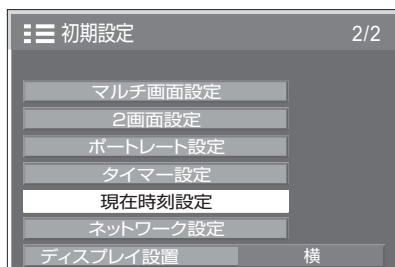 初期設定 2/2
マルチ画面設定
2画面設定
ポートレート設定
タイマー設定
現在時刻設定
ネットワーク設定
ディスプレイ設置 横